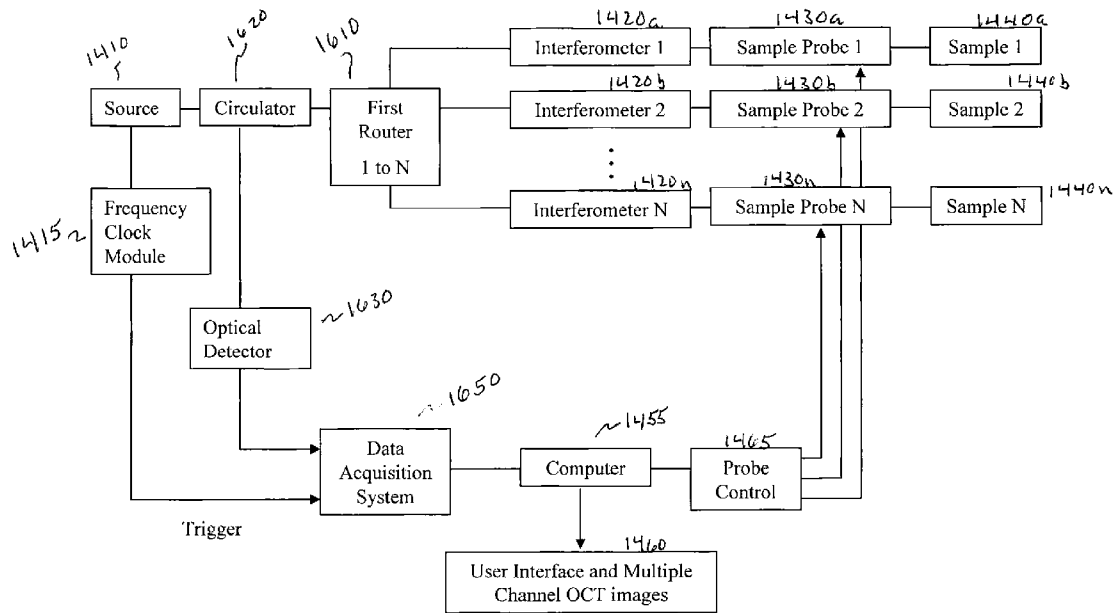 1420a
1430a
1440a
1410
1620
1610
Interferometer 1
Sample Probe 1
Sample 1
1420b
1430b
1440b
Source
Circulator
First
Router
1 to N
Interferometer 2
Sample Probe 2
Sample 2
1420n
1430n
1440n
Interferometer N
Sample Probe N
Sample N
Frequency
Clock
Module
1415
Optical
Detector
1630
1650
1455
1465
Data
Acquisition
System
Computer
Probe
Control
Trigger
1460
User Interface and Multiple
Channel OCT images